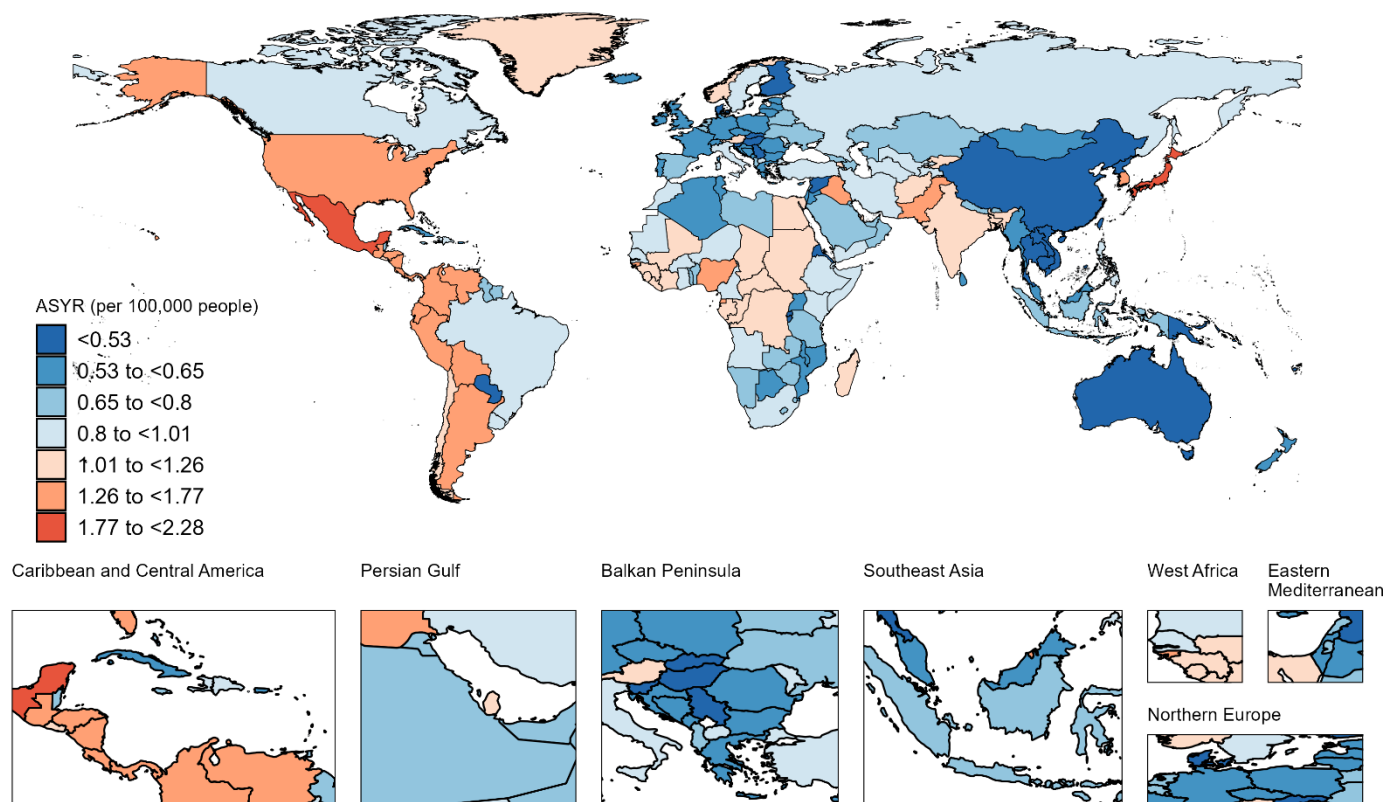 ASYR (per 100,000 people)
<0.53
0.53 to <0.65
0.65 to <0.8
0.8 to <1.01
1.01 to <1.26
1.26 to <1.77
1.77 to <2.28
Caribbean and Central America
Persian Gulf
Balkan Peninsula
Southeast Asia
West Africa
Eastern
Mediterranean
Northern Europe